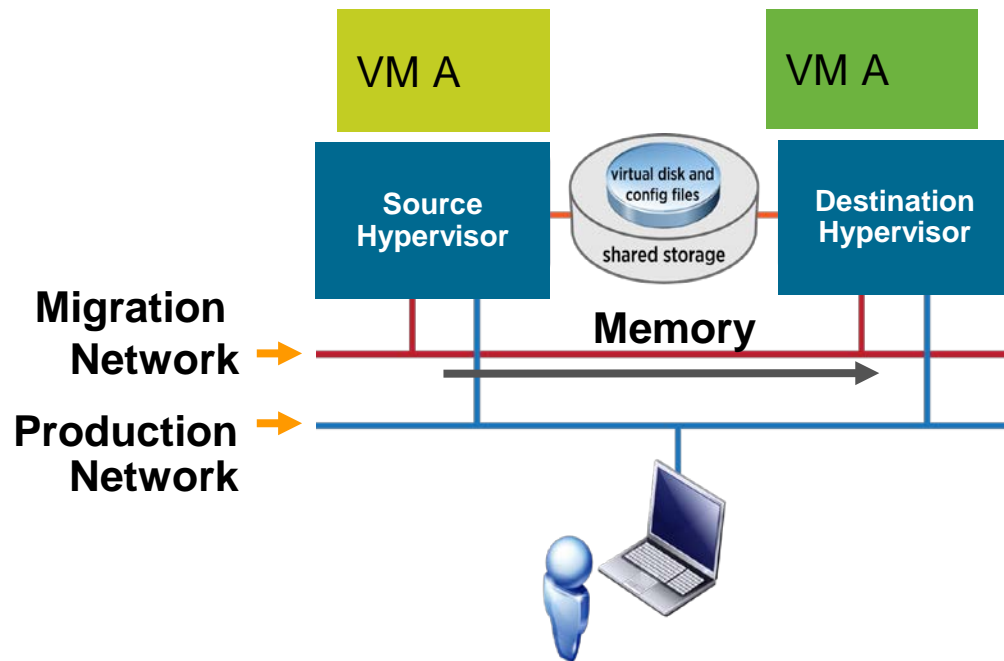 VM A
VM A
Source
Hypervisor
virtual disk and
config files
shared storage
Destination
Hypervisor
Migration
Network
Memory
Production
Network